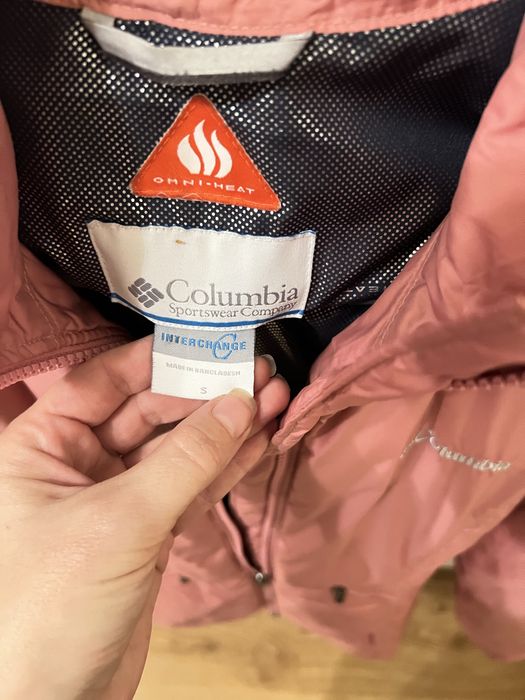 OMNI-HEAT
Columbia
Sportswear Company
INTERCHANGE
MADE IN BANGLADESH
S
Columbia